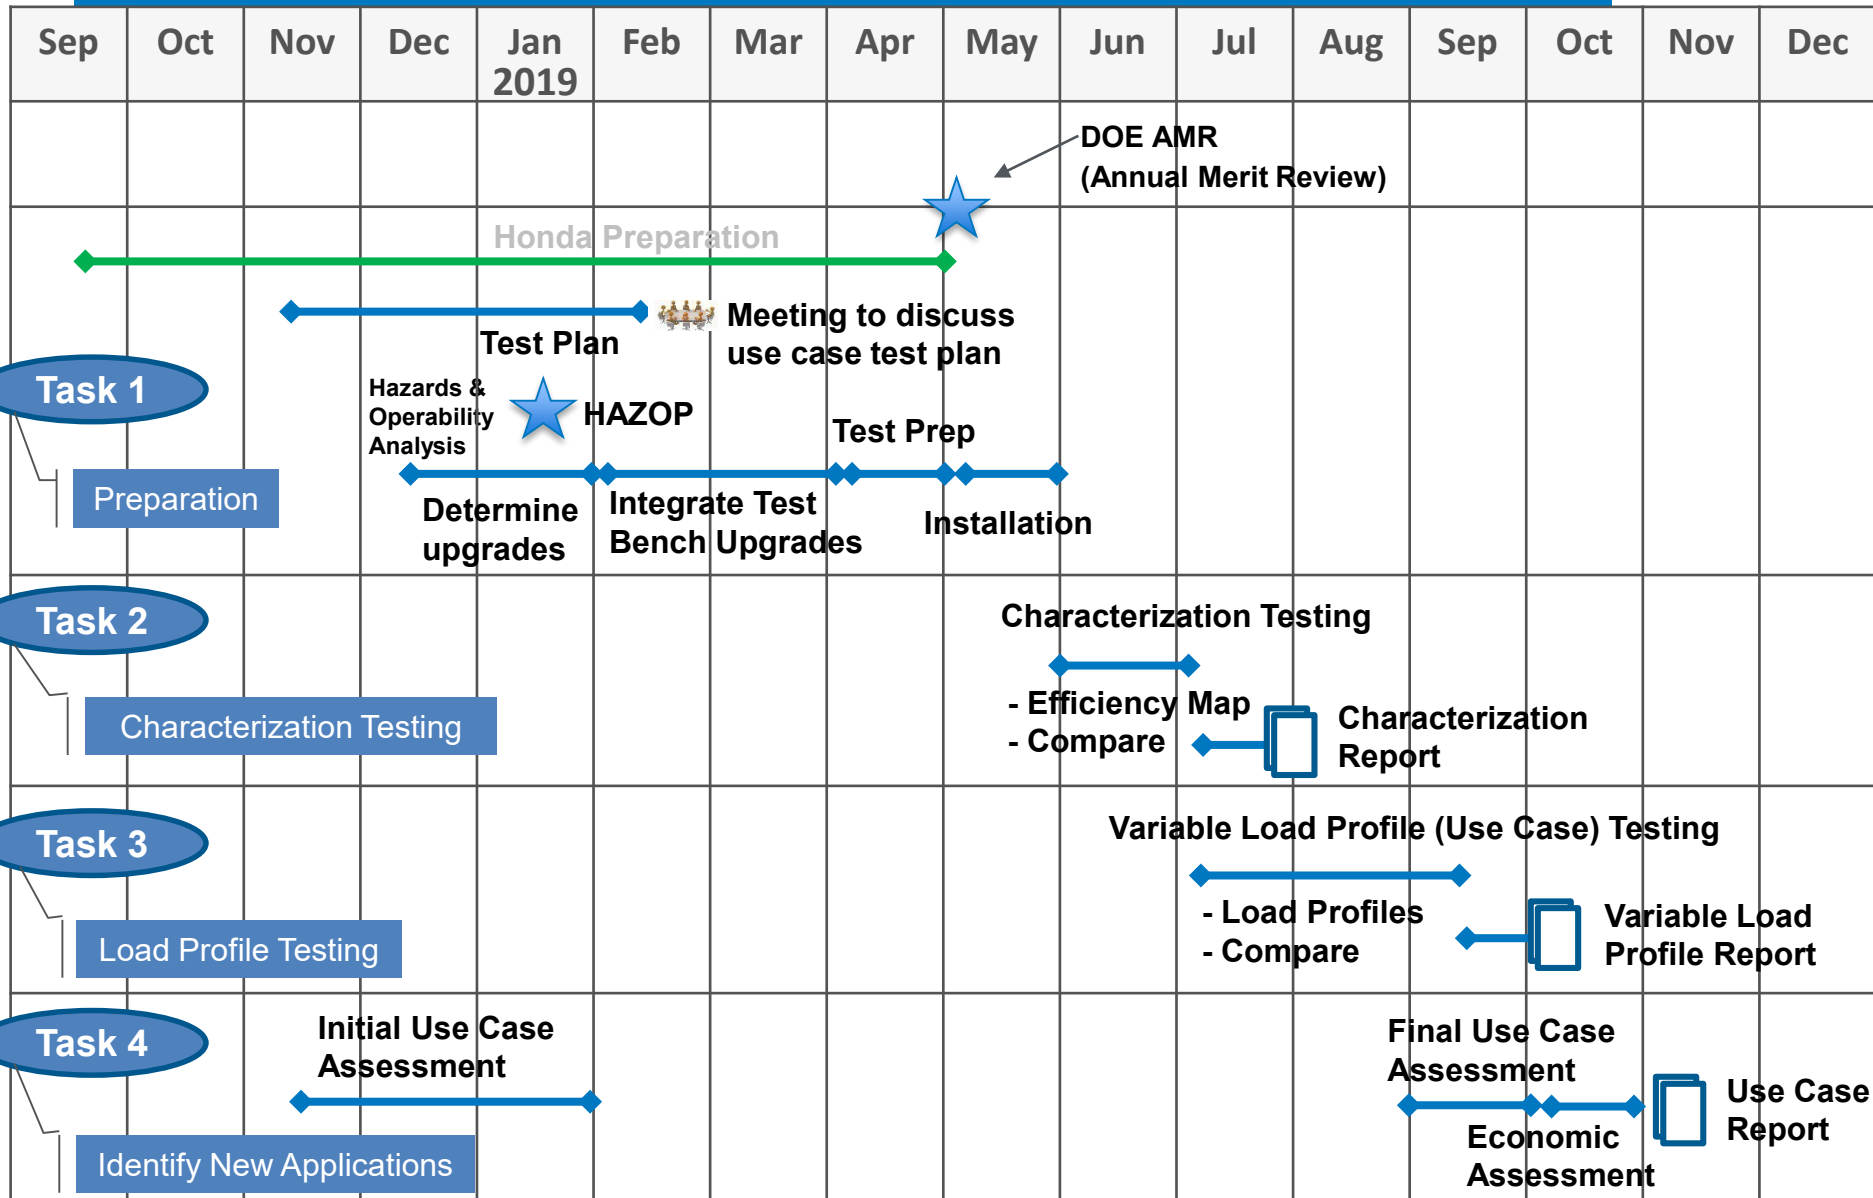 Sep Oct Nov Dec Jan Feb Mar Apr May Jun Jul Aug Sep Oct Nov Dec
2019
DOE AMR
(Annual Merit Review)
Honda Preparation
Test Plan
Meeting to discuss
use case test plan
Task 1
Hazards &
Operability
Analysis
HAZOP
Test Prep
Preparation
Determine
upgrades
Integrate Test
Bench Upgrades
Installation
Task 2
Characterization Testing
Characterization Testing
- Efficiency Map
- Compare
Characterization
Report
Task 3
Load Profile Testing
Variable Load Profile (Use Case) Testing
- Load Profiles
- Compare
Variable Load
Profile Report
Task 4
Initial Use Case
Assessment
Identify New Applications
Final Use Case
Assessment
Economic
Assessment
Use Case
Report